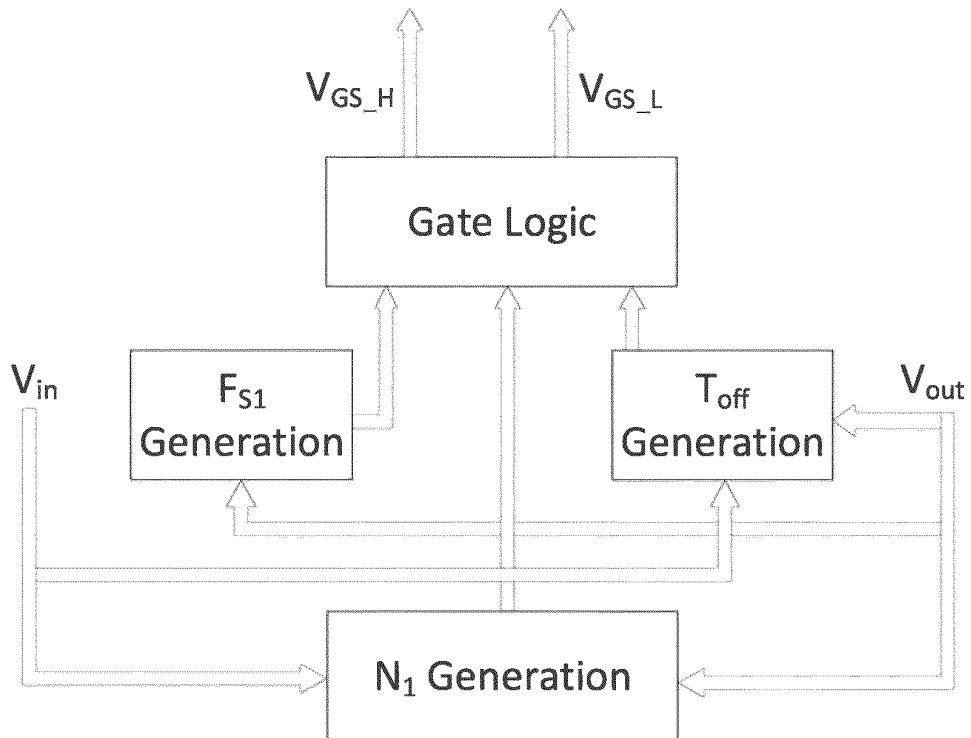 V_GS_H
V_GS_L
Gate Logic
V_in
F_S1
Generation
T_off
Generation
V_out
N_1 Generation